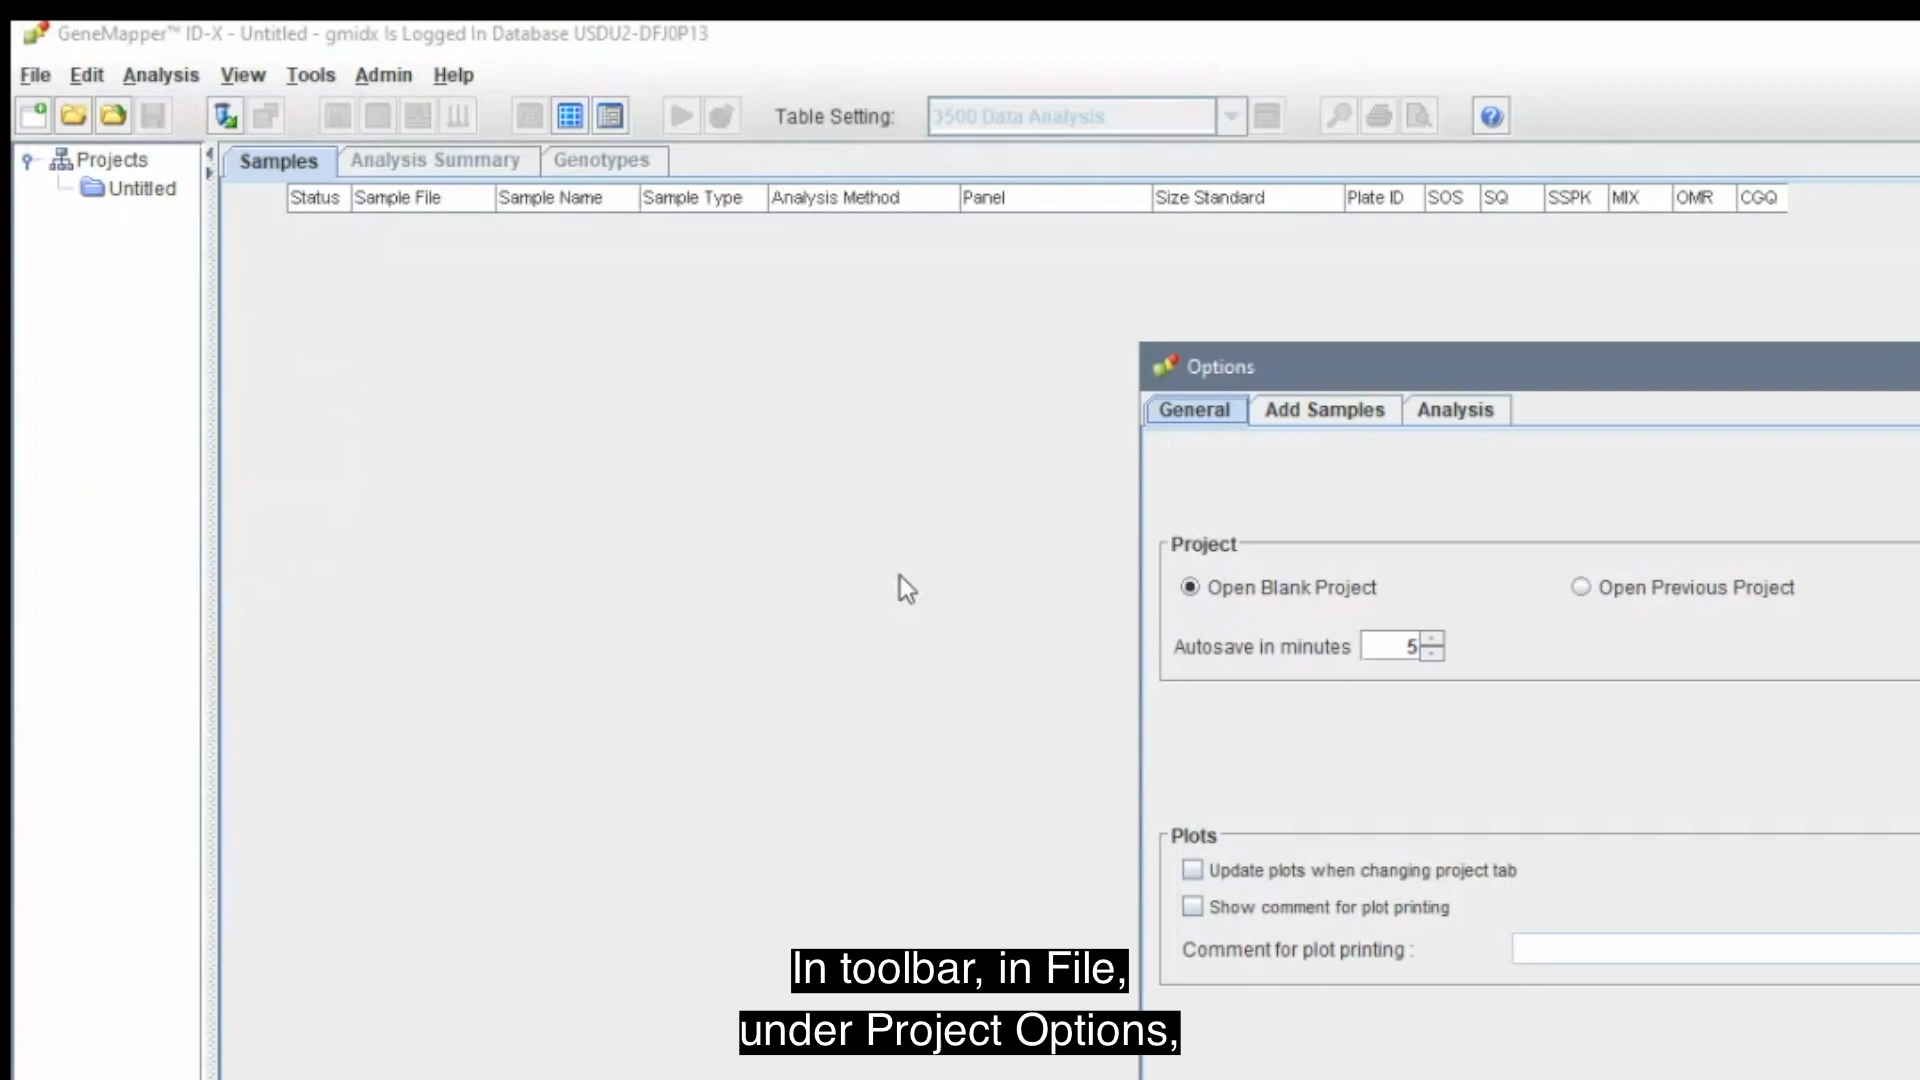 GeneMapper™ ID-X - Untitled - gmidx Is Logged In Database USDU2-DFJ0P13
File Edit Analysis View Tools Admin Help
Table Setting: 3500 Data Analysis
Projects
Untitled
Samples Analysis Summary Genotypes
Status Sample File Sample Name Sample Type Analysis Method Panel Size Standard Plate ID SOS SQ SSPK MIX OMR CGQ
Options
General Add Samples Analysis
Project
Open Blank Project Open Previous Project
Autosave in minutes 5
Plots
Update plots when changing project tab
Show comment for plot printing
Comment for plot printing :
In toolbar, in File,
under Project Options,